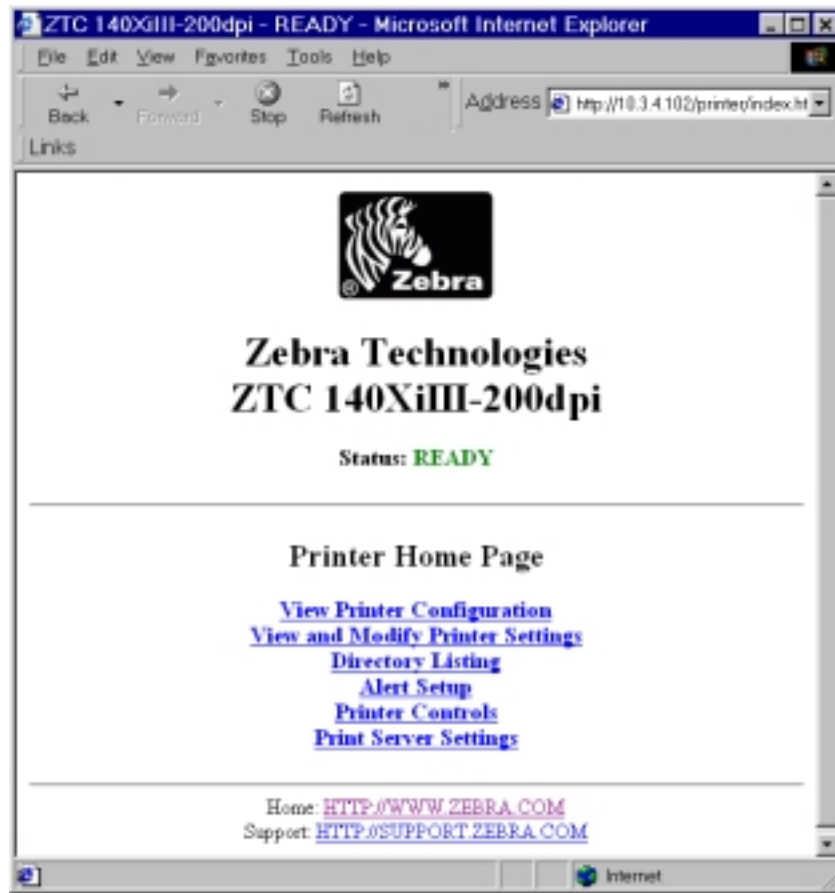 ZTC 140XiIII-200dpi - READY - Microsoft Internet Explorer
File Edit View Favorites Tools Help
Back Forward Stop Refresh » Address http://10.3.4.102/printer/index.ht
Links
® Zebra
Zebra Technologies
ZTC 140XiIII-200dpi
Status: READY
Printer Home Page
View Printer Configuration
View and Modify Printer Settings
Directory Listing
Alert Setup
Printer Controls
Print Server Settings
Home: HTTP://WWW.ZEBRA.COM
Support: HTTP://SUPPORT.ZEBRA.COM
Internet